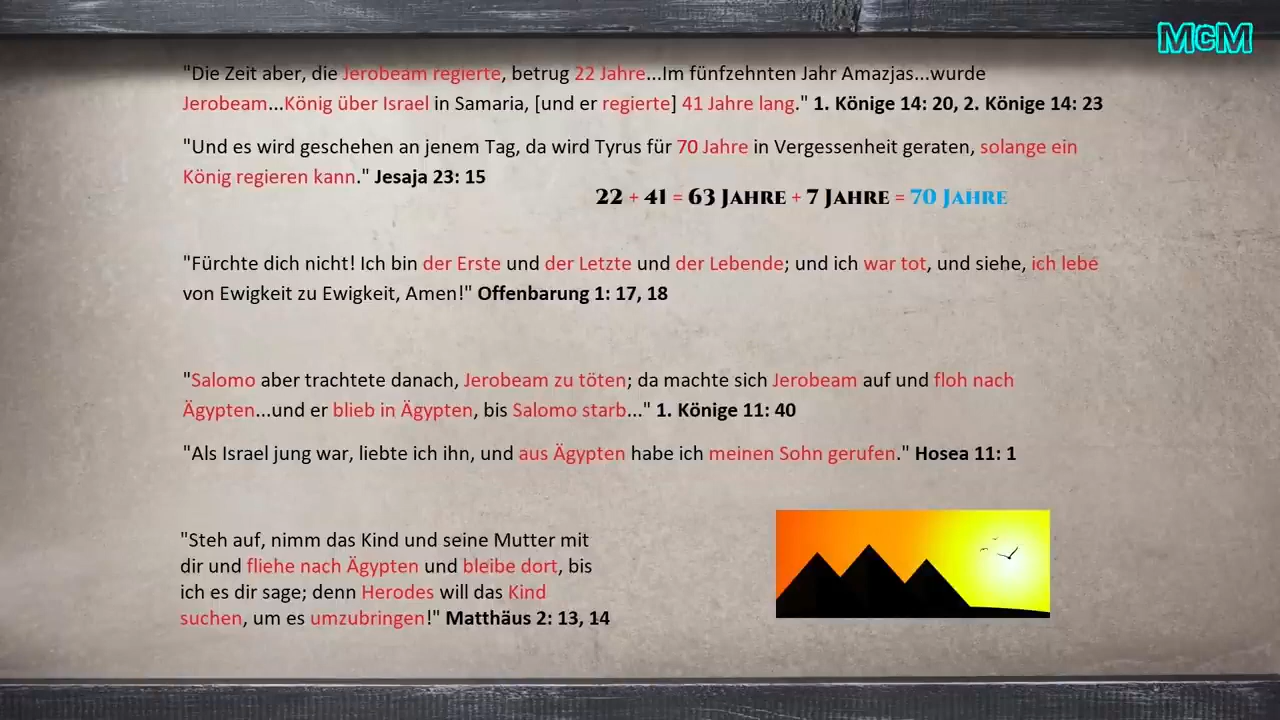 McM
"Die Zeit aber, die Jerobeam regierte, betrug 22 Jahre...Im fünfzehnten Jahr Amazjas...wurde
Jerobeam...König über Israel in Samaria, [und er regierte] 41 Jahre lang." 1. Könige 14: 20, 2. Könige 14: 23
"Und es wird geschehen an jenem Tag, da wird Tyrus für 70 Jahre in Vergessenheit geraten, solange ein
König regieren kann." Jesaja 23: 15
22 + 41 = 63 Jahre + 7 Jahre = 70 Jahre
"Fürchte dich nicht! Ich bin der Erste und der Letzte und der Lebende; und ich war tot, und siehe, ich lebe
von Ewigkeit zu Ewigkeit, Amen!" Offenbarung 1: 17, 18
"Salomo aber trachtete danach, Jerobeam zu töten; da machte sich Jerobeam auf und floh nach
Ägypten...und er blieb in Ägypten, bis Salomo starb..." 1. Könige 11: 40
"Als Israel jung war, liebte ich ihn, und aus Ägypten habe ich meinen Sohn gerufen." Hosea 11: 1
"Steh auf, nimm das Kind und seine Mutter mit
dir und fliehe nach Ägypten und bleibe dort, bis
ich es dir sage; denn Herodes will das Kind
suchen, um es umzubringen!" Matthäus 2: 13, 14